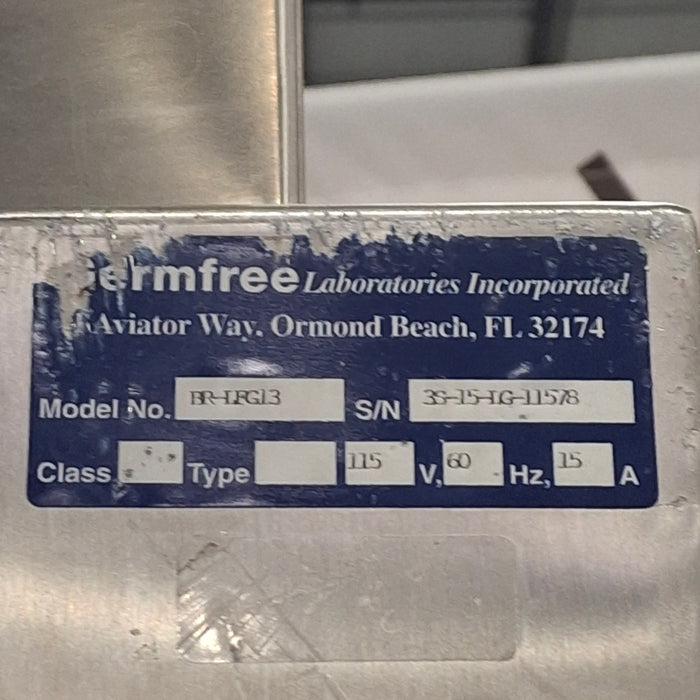 ermfree Laboratories Incorporated
Aviator Way. Ormond Beach, FL 32174
Model No. BR-LFG13 S/N 3S-15-LG-11578
Class Type 115 V, 60 Hz, 15 A